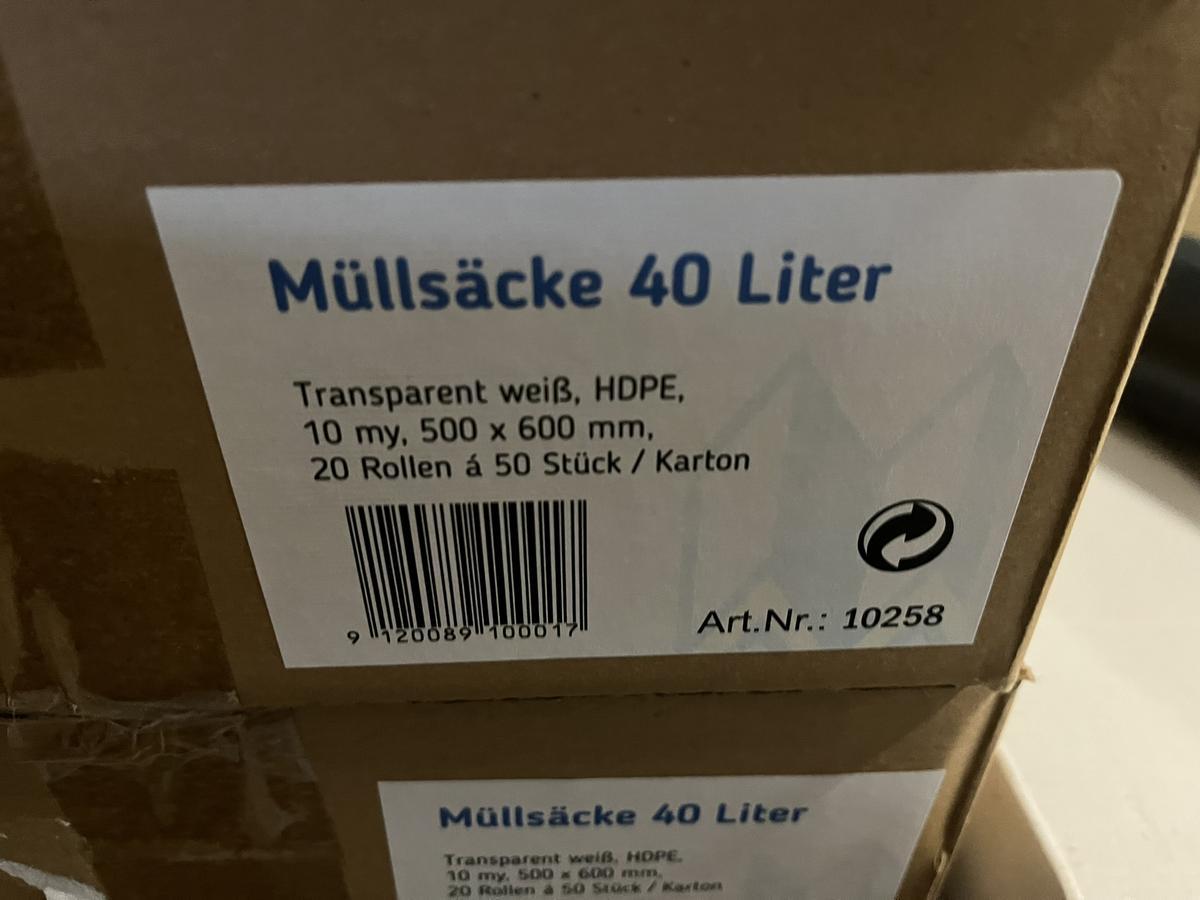 Müllsäcke 40 Liter
Transparent weiß, HDPE,
10 my, 500 x 600 mm,
20 Rollen á 50 Stück / Karton
9 120089 100017
Art.Nr.: 10258
Müllsäcke 40 Liter
Transparent weiß, HDPE,
10 my, 500 x 600 mm,
20 Rollen á 50 Stück / Karton